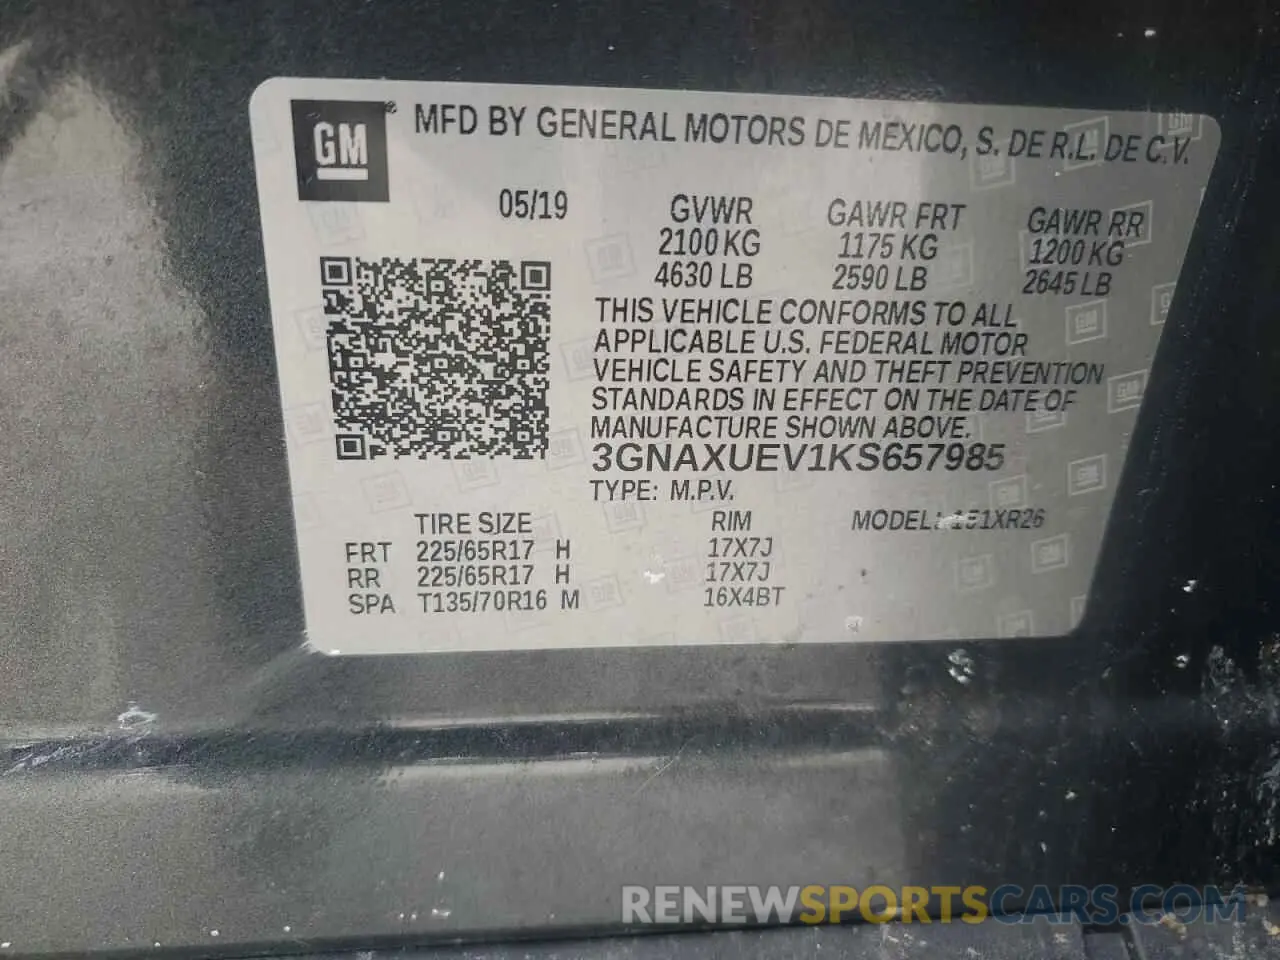 GM® MFD BY GENERAL MOTORS DE MEXICO, S. DE R.L. DE C.V.
05/19 GVWR GAWR FRT GAWR RR
2100 KG 1175 KG 1200 KG
4630 LB 2590 LB 2645 LB
THIS VEHICLE CONFORMS TO ALL
APPLICABLE U.S. FEDERAL MOTOR
VEHICLE SAFETY AND THEFT PREVENTION
STANDARDS IN EFFECT ON THE DATE OF
MANUFACTURE SHOWN ABOVE.
3GNAXUEV1KS657985
TYPE: M.P.V.
TIRE SIZE RIM MODEL:
FRT 225/65R17 H 17X7J
RR 225/65R17 H 17X7J
SPA T135/70R16 M 16X4BT
RENEWSPORTSCARS.COM